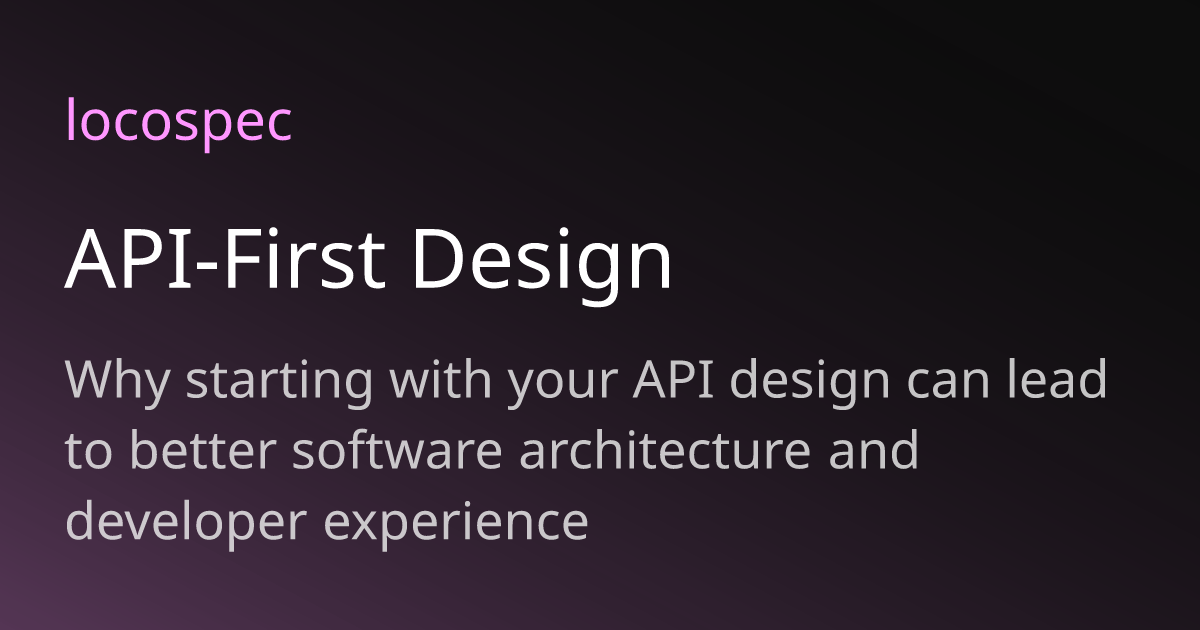 locospec
API-First Design
Why starting with your API design can lead
to better software architecture and
developer experience